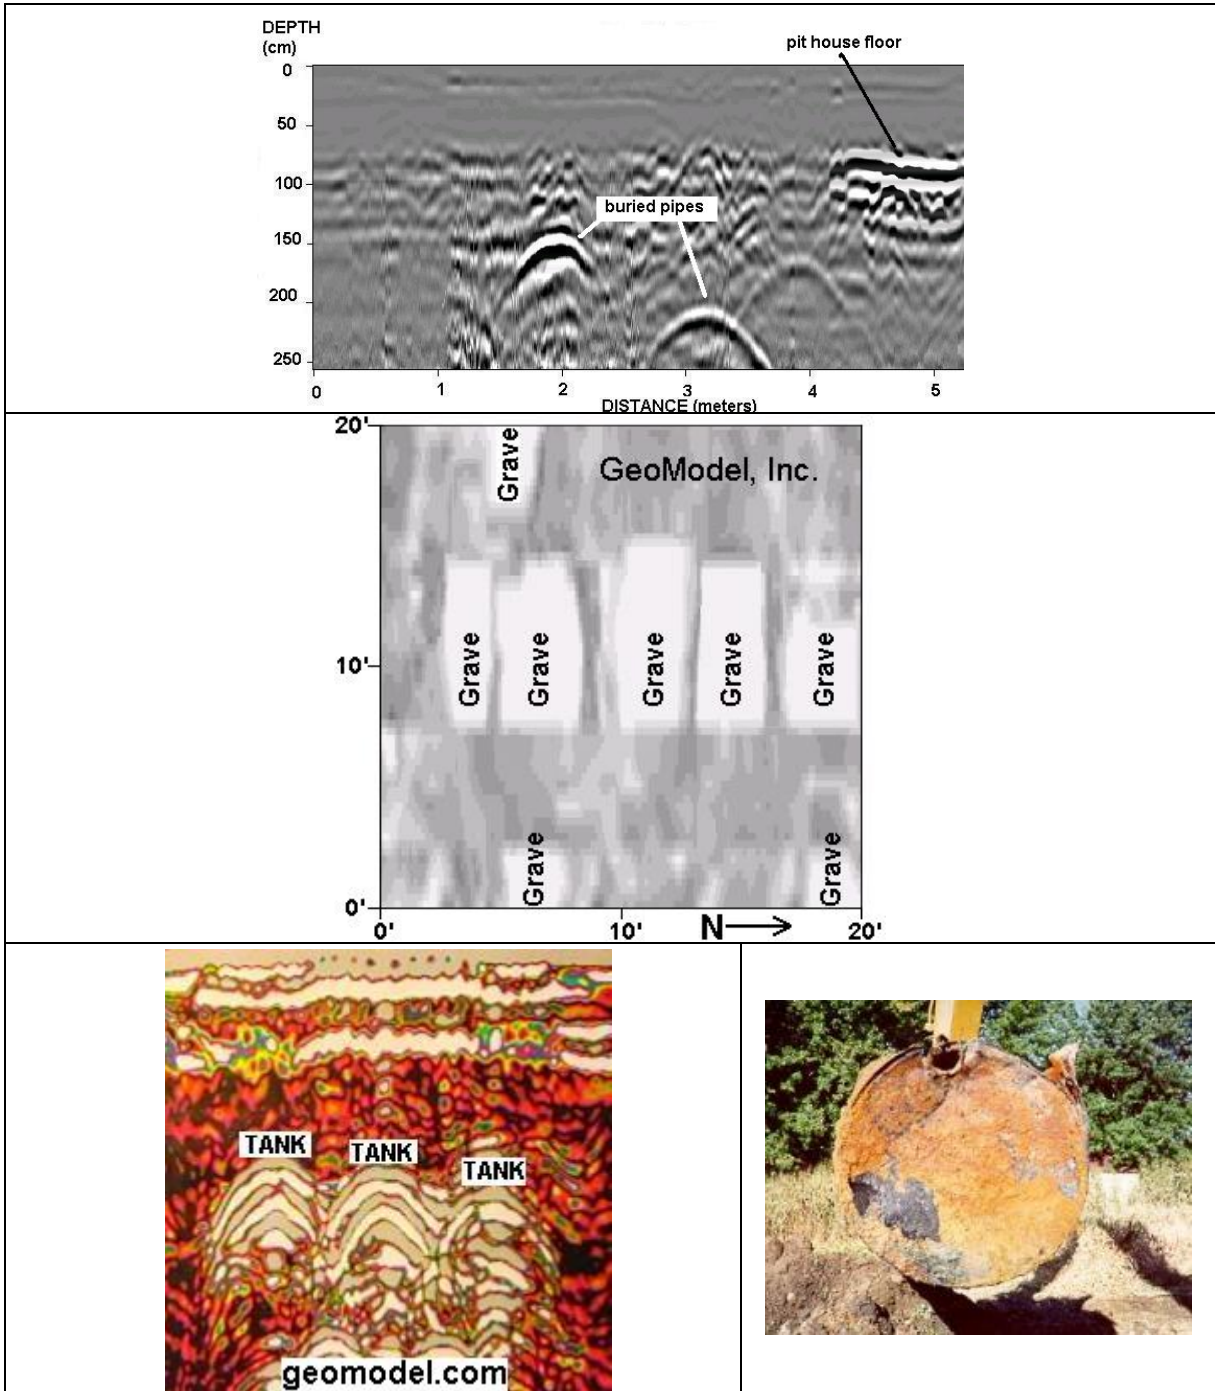 DEPTH
(cm)
pit house floor
0
50
100
buried pipes
150
200
250
0 1 2 3 4 5
DISTANCE (meters)
20'
Grave
GeoModel, Inc.
10'
Grave Grave Grave Grave Grave
Grave Grave
0'
0' 10' N 20'
TANK TANK TANK
geomodel.com